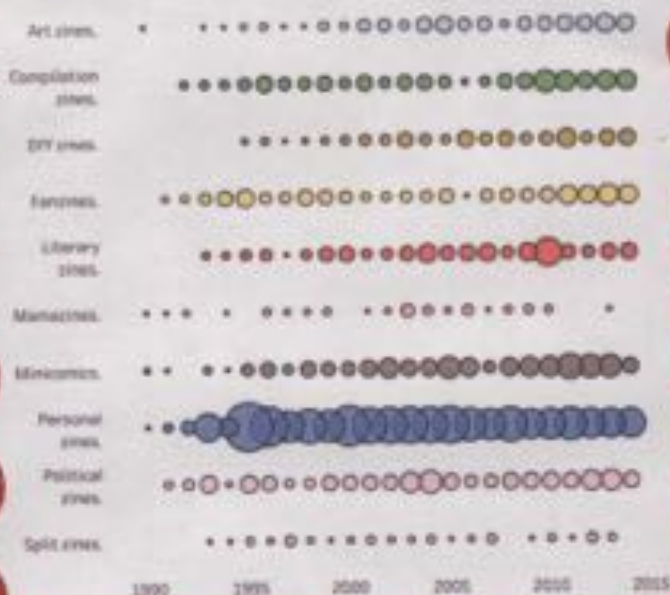 Art zines.
Compilation
zines.
DIY zines.
Fanzines.
Literary
zines.
Mamazines.
Minicomics.
Personal
zines.
Political
zines.
Split zines.
1990 1995 2000 2005 2010 2015